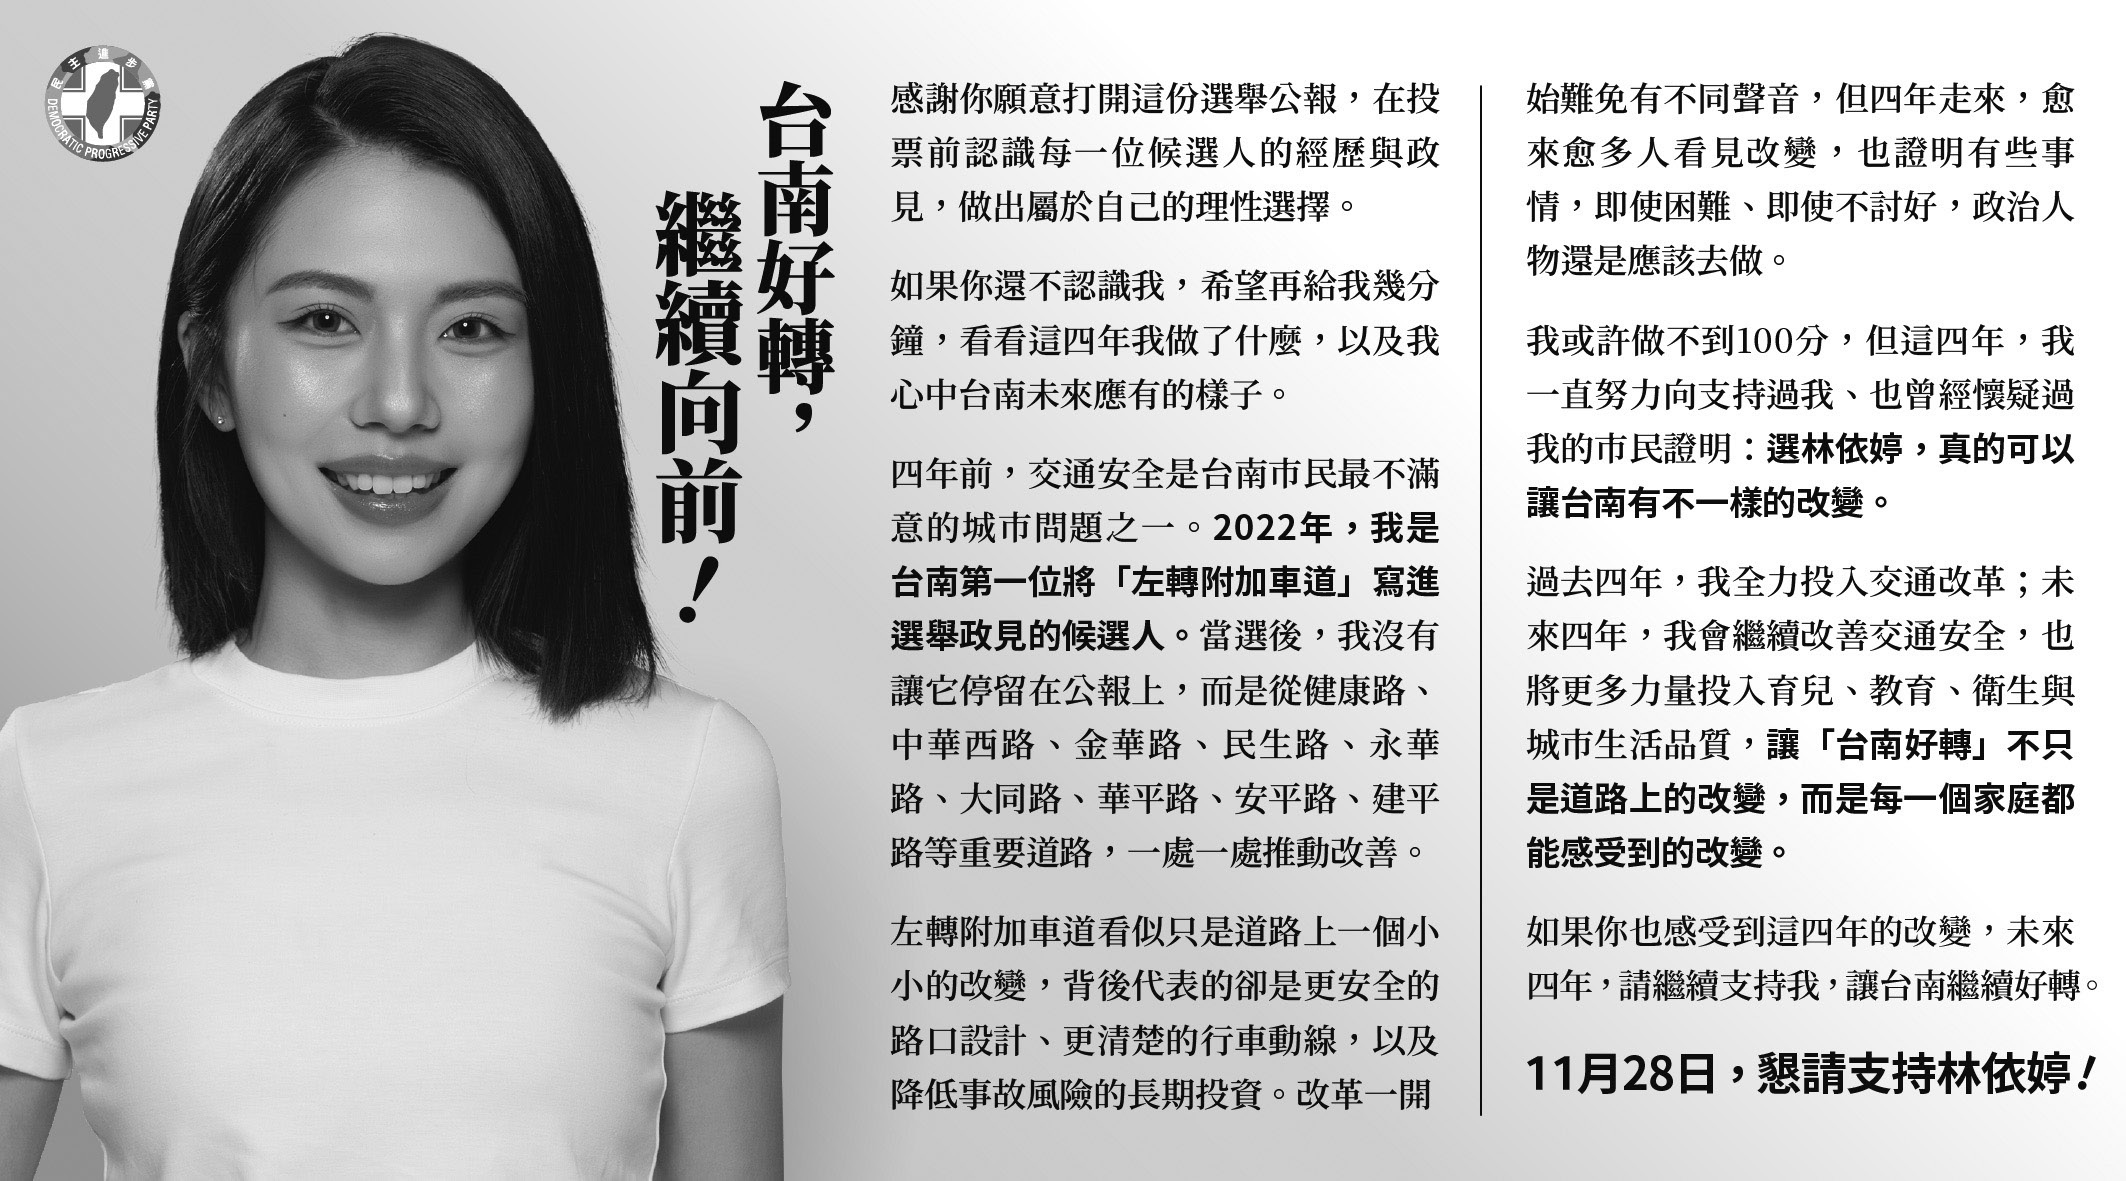 民主進步黨
DEMOCRATIC PROGRESSIVE PARTY
台南好轉，
繼續向前！
感謝你願意打開這份選舉公報，在投
票前認識每一位候選人的經歷與政
見，做出屬於自己的理性選擇。
如果你還不認識我，希望再給我幾分
鐘，看看這四年我做了什麼，以及我
心中台南未來應有的樣子。
四年前，交通安全是台南市民最不滿
意的城市問題之一。2022年，我是
台南第一位將「左轉附加車道」寫進
選舉政見的候選人。當選後，我沒有
讓它停留在公報上，而是從健康路、
中華西路、金華路、民生路、永華
路、大同路、華平路、安平路、建平
路等重要道路，一處一處推動改善。
左轉附加車道看似只是道路上一個小
小的改變，背後代表的卻是更安全的
路口設計、更清楚的行車動線，以及
降低事故風險的長期投資。改革一開
始難免有不同聲音，但四年走來，愈
來愈多人看見改變，也證明有些事
情，即使困難、即使不討好，政治人
物還是應該去做。
我或許做不到100分，但這四年，我
一直努力向支持過我、也曾經懷疑過
我的市民證明：選林依婷，真的可以
讓台南有不一樣的改變。
過去四年，我全力投入交通改革；未
來四年，我會繼續改善交通安全，也
將更多力量投入育兒、教育、衛生與
城市生活品質，讓「台南好轉」不只
是道路上的改變，而是每一個家庭都
能感受到的改變。
如果你也感受到這四年的改變，未來
四年，請繼續支持我，讓台南繼續好轉。
11月28日，懇請支持林依婷！